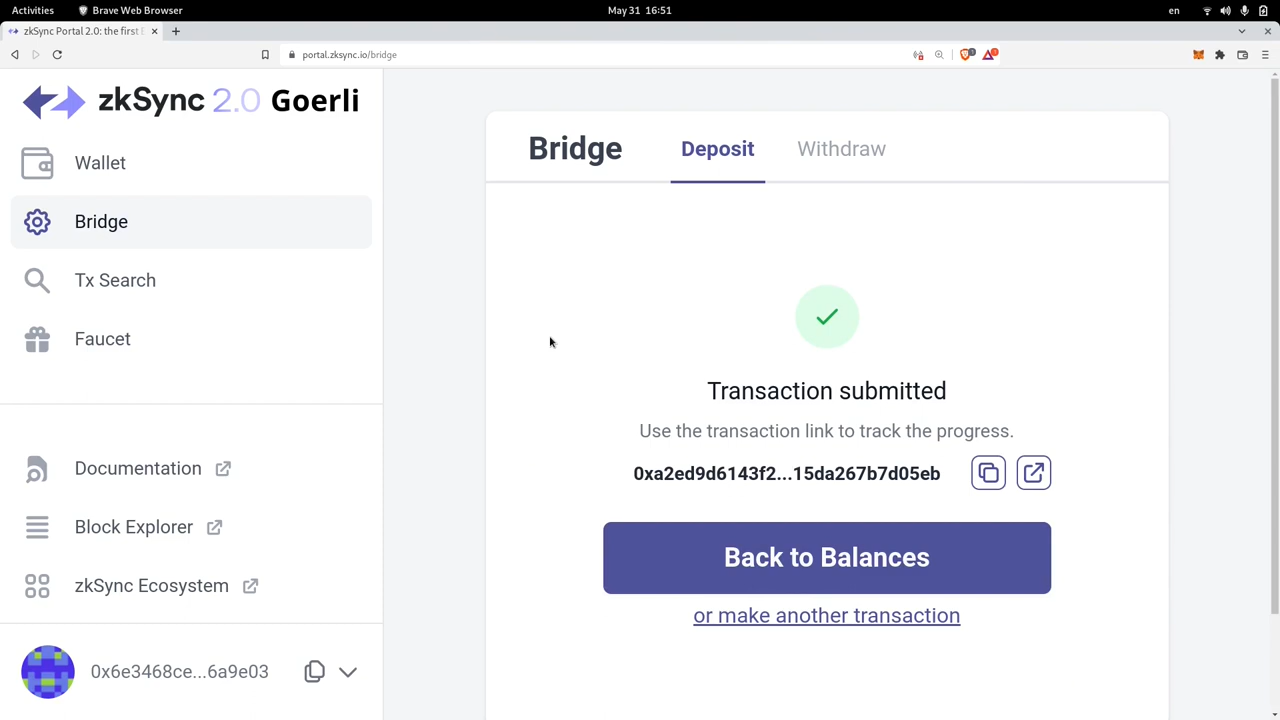 Activities
Brave Web Browser
May 31 16:51
en
zkSync Portal 2.0: the first
portal.zksync.io/bridge
zkSync 2.0 Goerli
Wallet
Bridge
Tx Search
Faucet
Documentation
Block Explorer
zkSync Ecosystem
0x6e3468ce...6a9e03
Bridge
Deposit
Withdraw
Transaction submitted
Use the transaction link to track the progress.
0xa2ed9d6143f2...15da267b7d05eb
Back to Balances
or make another transaction